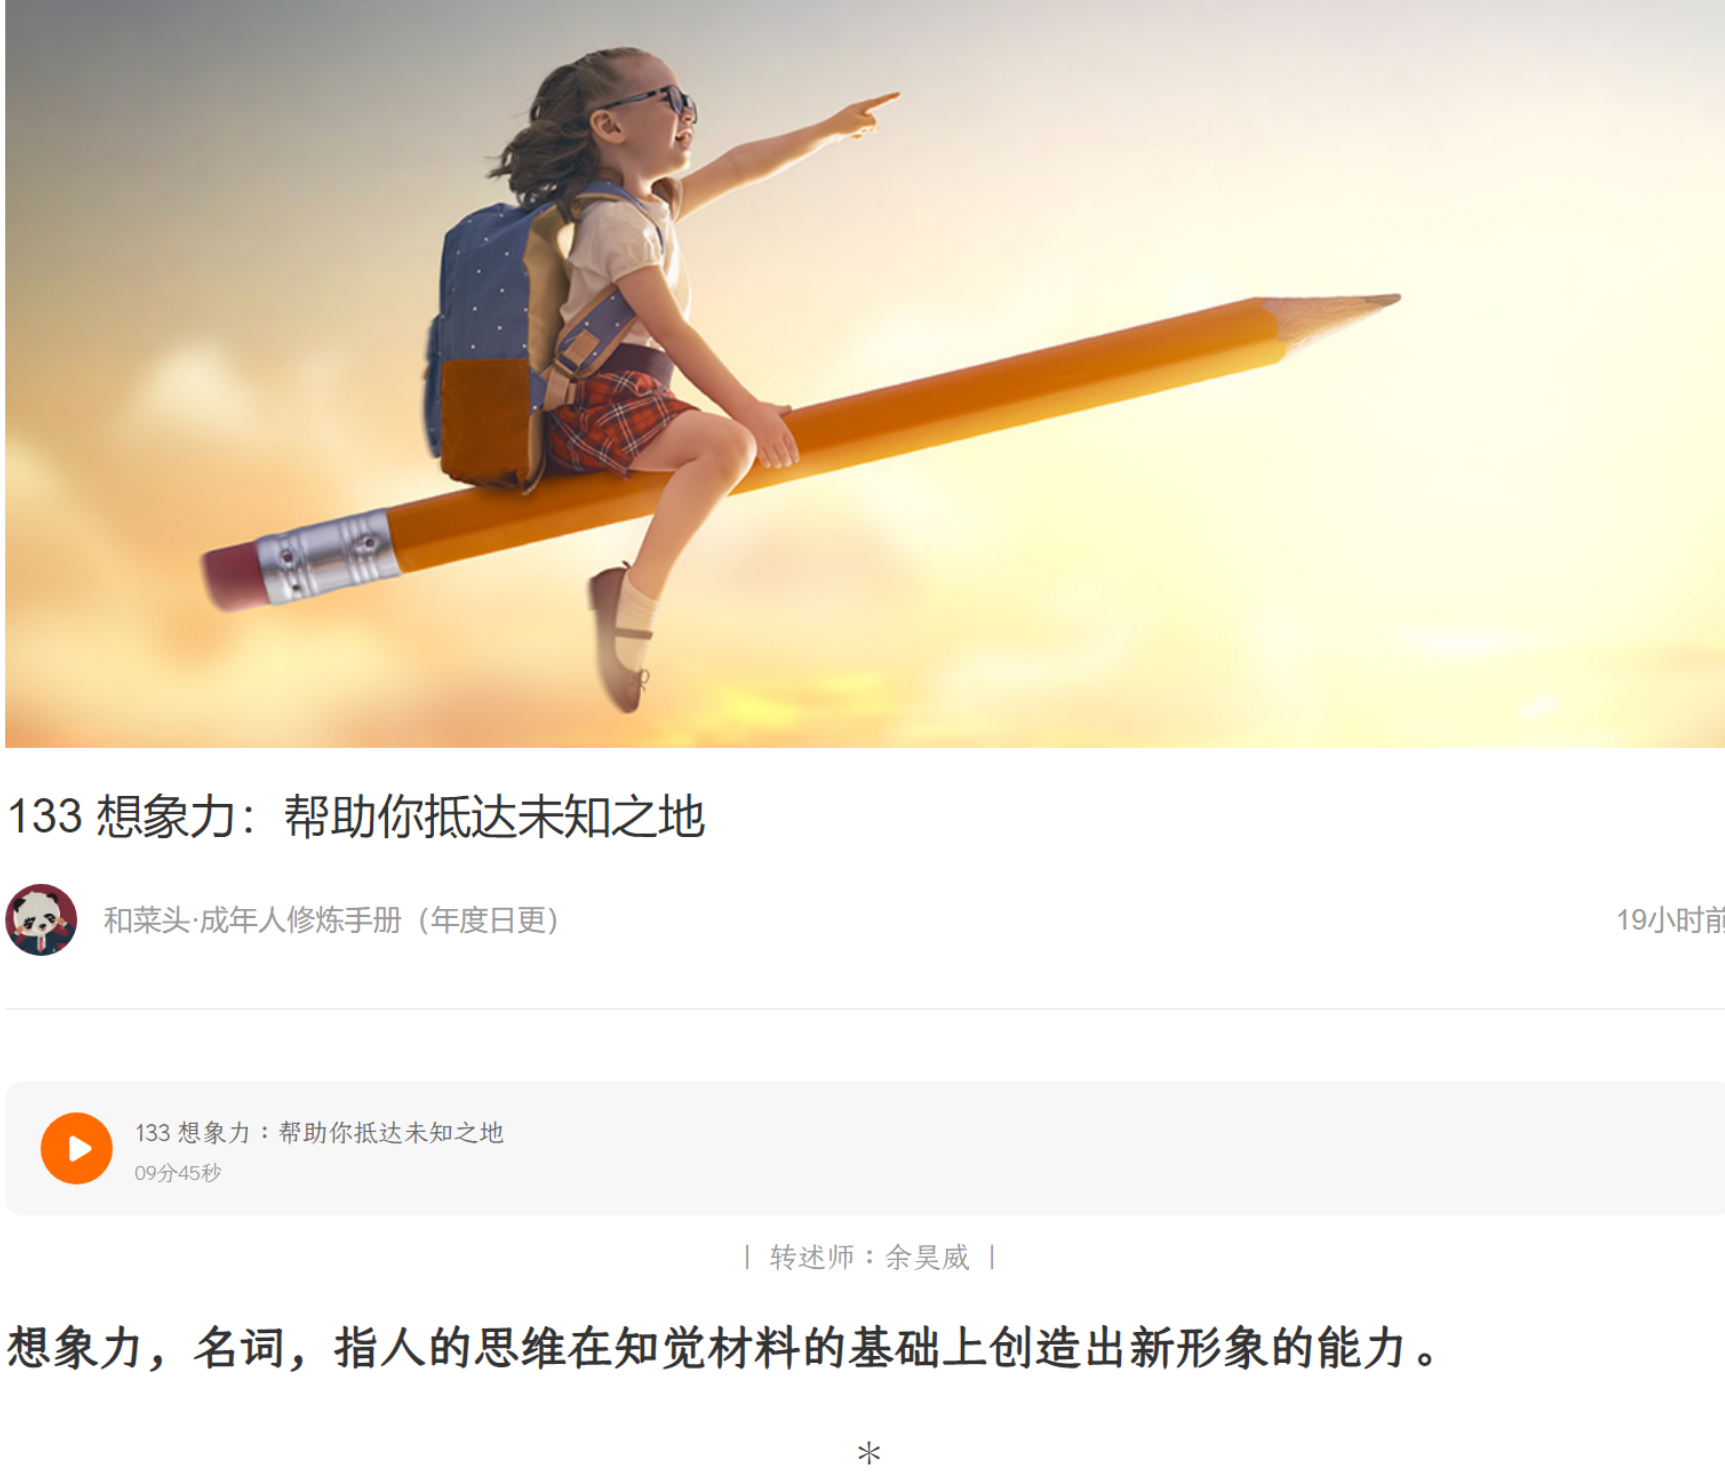 133 想象力：帮助你抵达未知之地
和菜头·成年人修炼手册（年度日更）
19小时前
133 想象力：帮助你抵达未知之地
09分45秒
| 转述师：余昊威 |
想象力，名词，指人的思维在知觉材料的基础上创造出新形象的能力。
*